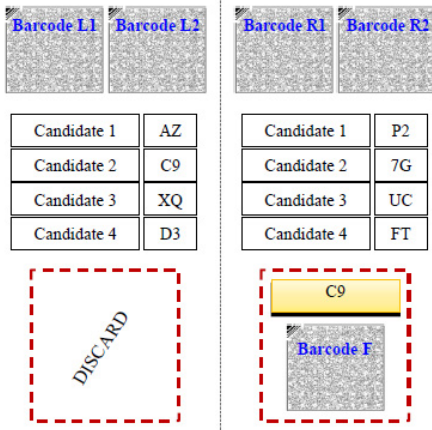 Barcode L1 Barcode L2 Barcode R1 Barcode R2
Candidate 1 AZ Candidate 1 P2
Candidate 2 C9 Candidate 2 7G
Candidate 3 XQ Candidate 3 UC
Candidate 4 D3 Candidate 4 FT
DISCARD
C9
Barcode F